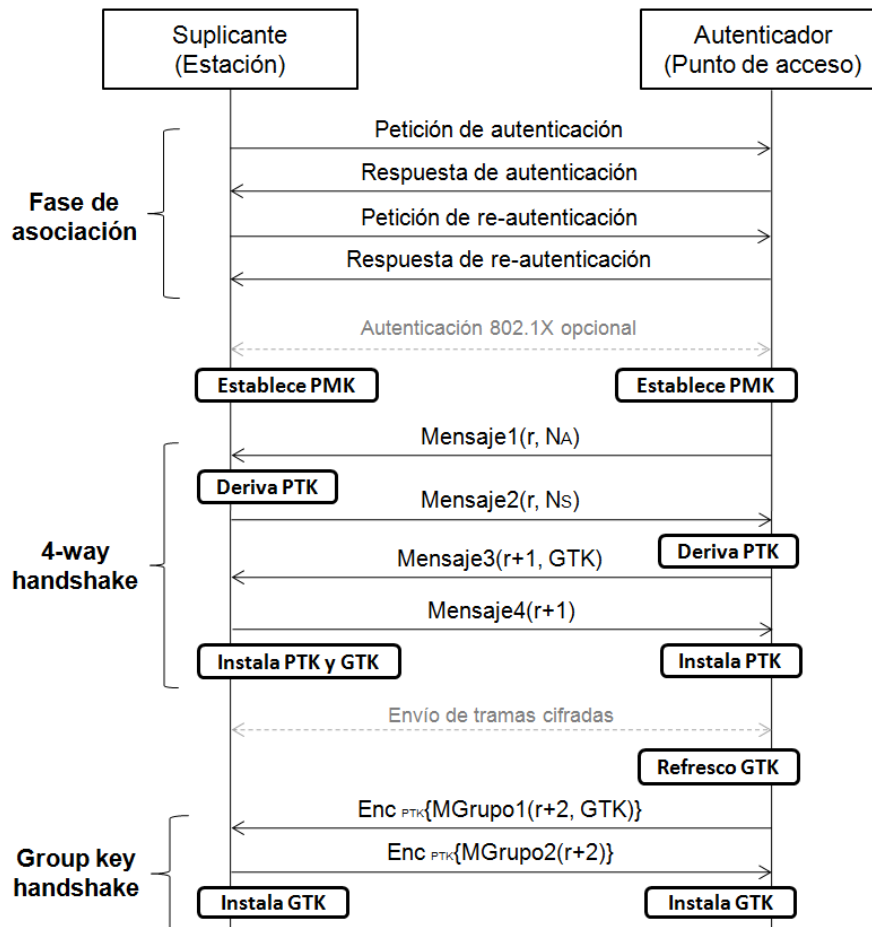 Suplicante
(Estación)
Autenticador
(Punto de acceso)
Petición de autenticación
Respuesta de autenticación
Fase de
asociación
Petición de re-autenticación
Respuesta de re-autenticación
Autenticación 802.1X opcional
Establece PMK
Establece PMK
Mensaje1(r, NA)
Deriva PTK
Mensaje2(r, NS)
4-way
handshake
Deriva PTK
Mensaje3(r+1, GTK)
Mensaje4(r+1)
Instala PTK y GTK
Instala PTK
Envío de tramas cifradas
Refresco GTK
Enc PTK{MGrupo1(r+2, GTK)}
Group key
handshake
Enc PTK{MGrupo2(r+2)}
Instala GTK
Instala GTK